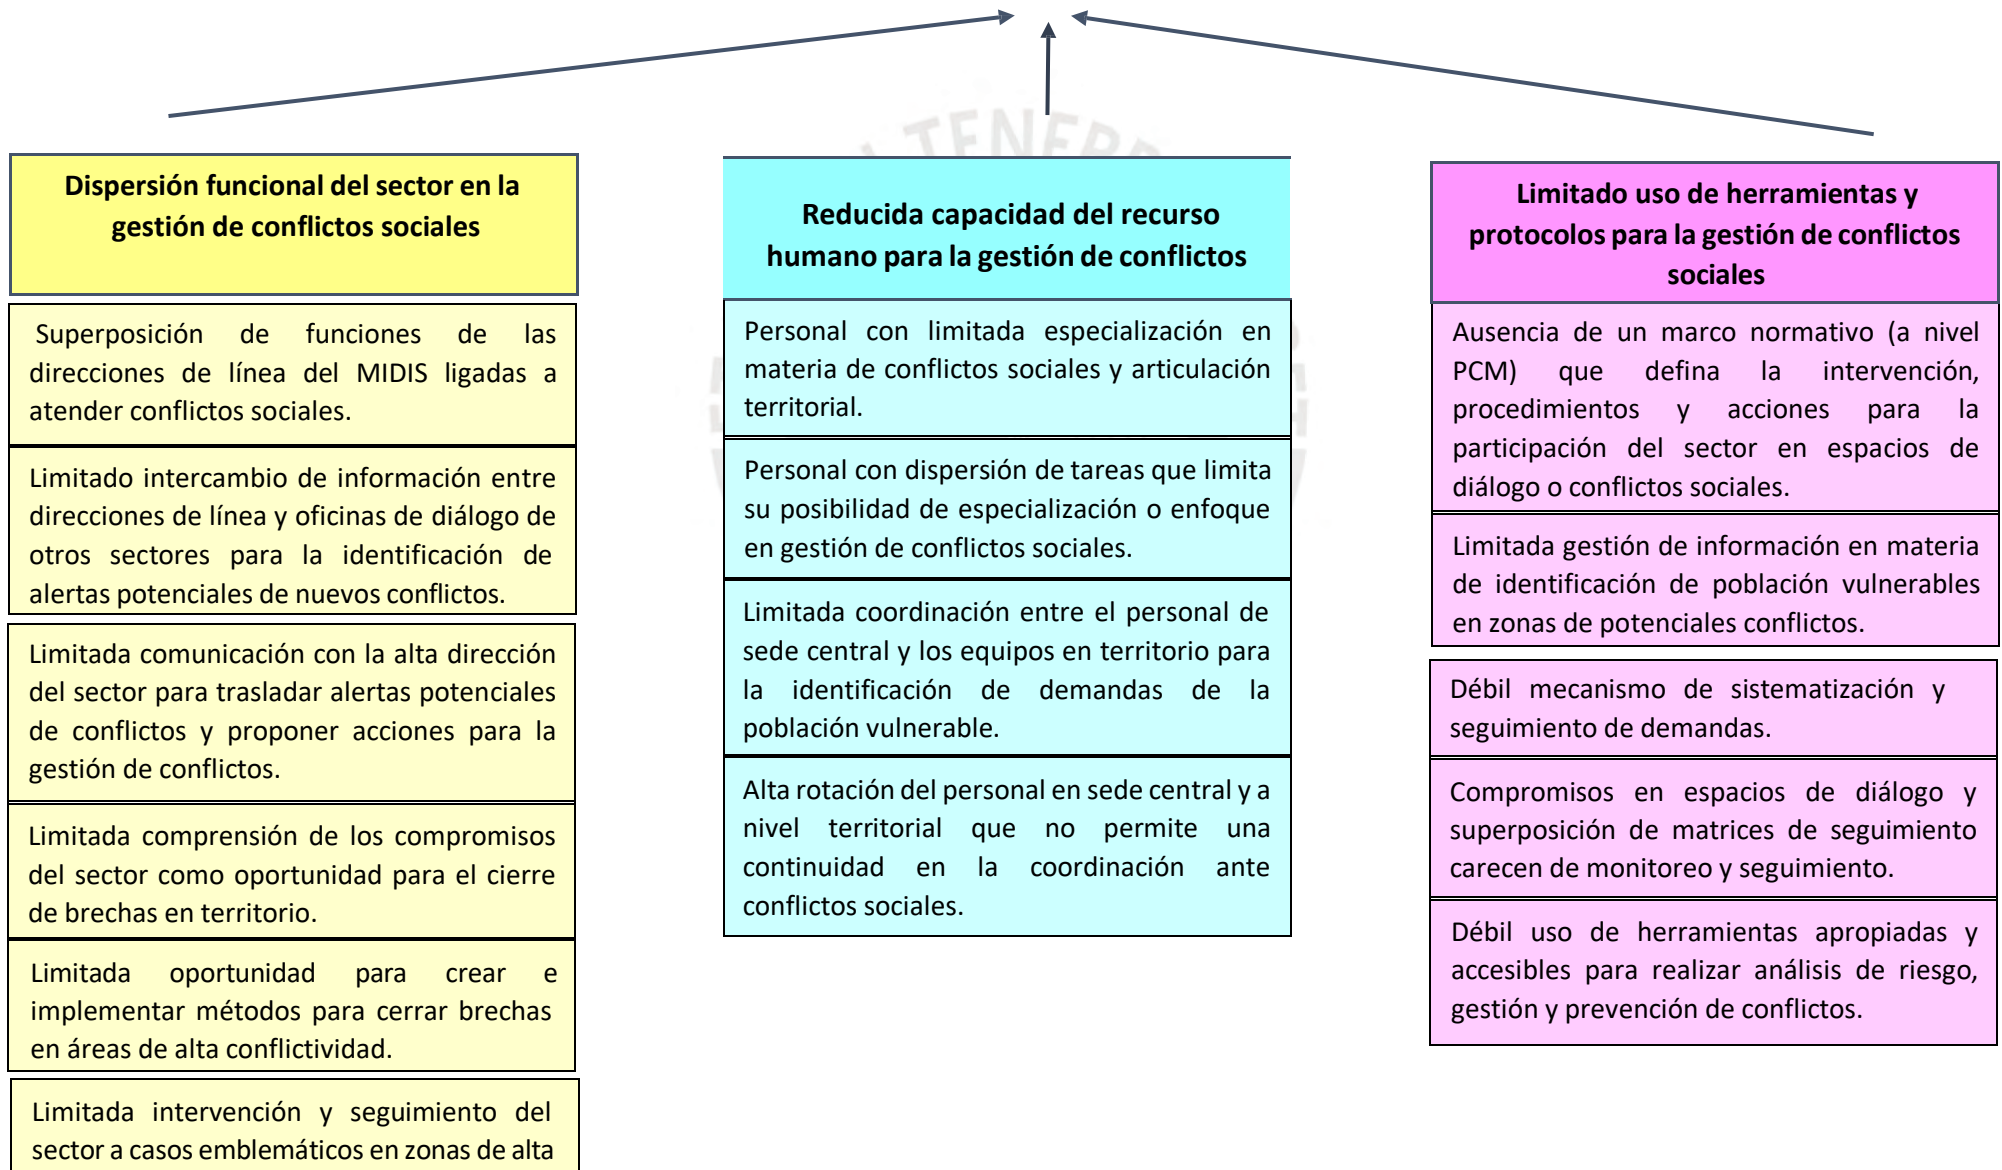 Dispersión funcional del sector en la
gestión de conflictos sociales
Superposición de funciones de las
direcciones de línea del MIDIS ligadas a
atender conflictos sociales.
Limitado intercambio de información entre
direcciones de línea y oficinas de diálogo de
otros sectores para la identificación de
alertas potenciales de nuevos conflictos.
Limitada comunicación con la alta dirección
del sector para trasladar alertas potenciales
de conflictos y proponer acciones para la
gestión de conflictos.
Limitada comprensión de los compromisos
del sector como oportunidad para el cierre
de brechas en territorio.
Limitada oportunidad para crear e
implementar métodos para cerrar brechas
en áreas de alta conflictividad.
Limitada intervención y seguimiento del
sector a casos emblemáticos en zonas de alta
Reducida capacidad del recurso
humano para la gestión de conflictos
Personal con limitada especialización en
materia de conflictos sociales y articulación
territorial.
Personal con dispersión de tareas que limita
su posibilidad de especialización o enfoque
en gestión de conflictos sociales.
Limitada coordinación entre el personal de
sede central y los equipos en territorio para
la identificación de demandas de la
población vulnerable.
Alta rotación del personal en sede central y a
nivel territorial que no permite una
continuidad en la coordinación ante
conflictos sociales.
Limitado uso de herramientas y
protocolos para la gestión de conflictos
sociales
Ausencia de un marco normativo (a nivel
PCM) que defina la intervención,
procedimientos y acciones para la
participación del sector en espacios de
diálogo o conflictos sociales.
Limitada gestión de información en materia
de identificación de población vulnerables
en zonas de potenciales conflictos.
Débil mecanismo de sistematización y
seguimiento de demandas.
Compromisos en espacios de diálogo y
superposición de matrices de seguimiento
carecen de monitoreo y seguimiento.
Débil uso de herramientas apropiadas y
accesibles para realizar análisis de riesgo,
gestión y prevención de conflictos.